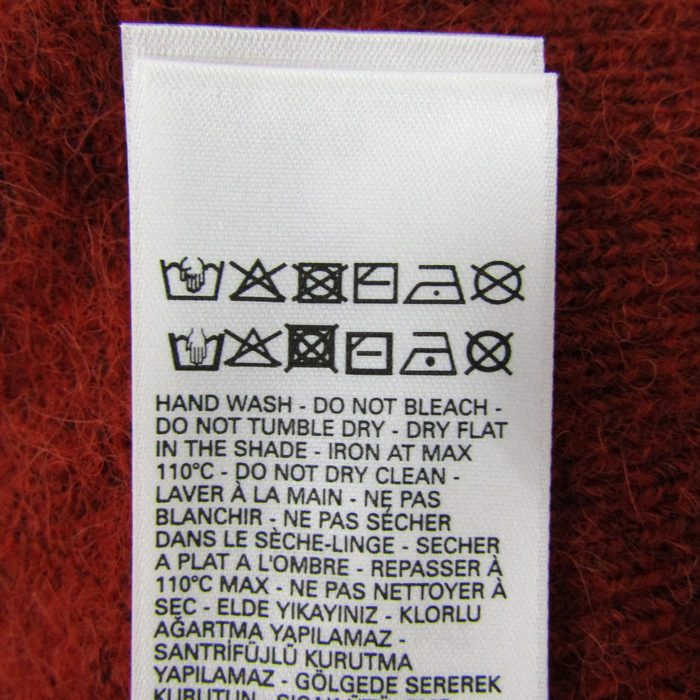 HAND WASH - DO NOT BLEACH -
DO NOT TUMBLE DRY - DRY FLAT
IN THE SHADE - IRON AT MAX
110°C - DO NOT DRY CLEAN -
LAVER À LA MAIN - NE PAS
BLANCHIR - NE PAS SÉCHER
DANS LE SÈCHE-LINGE - SECHER
A PLAT A L'OMBRE - REPASSER À
110°C MAX - NE PAS NETTOYER À
SEC - ELDE YIKAYINIZ - KLORLU
AĞARTMA YAPILAMAZ -
SANTRİFÜJLÜ KURUTMA
YAPILAMAZ - GÖLGEDE SEREREK
KURUTUN -